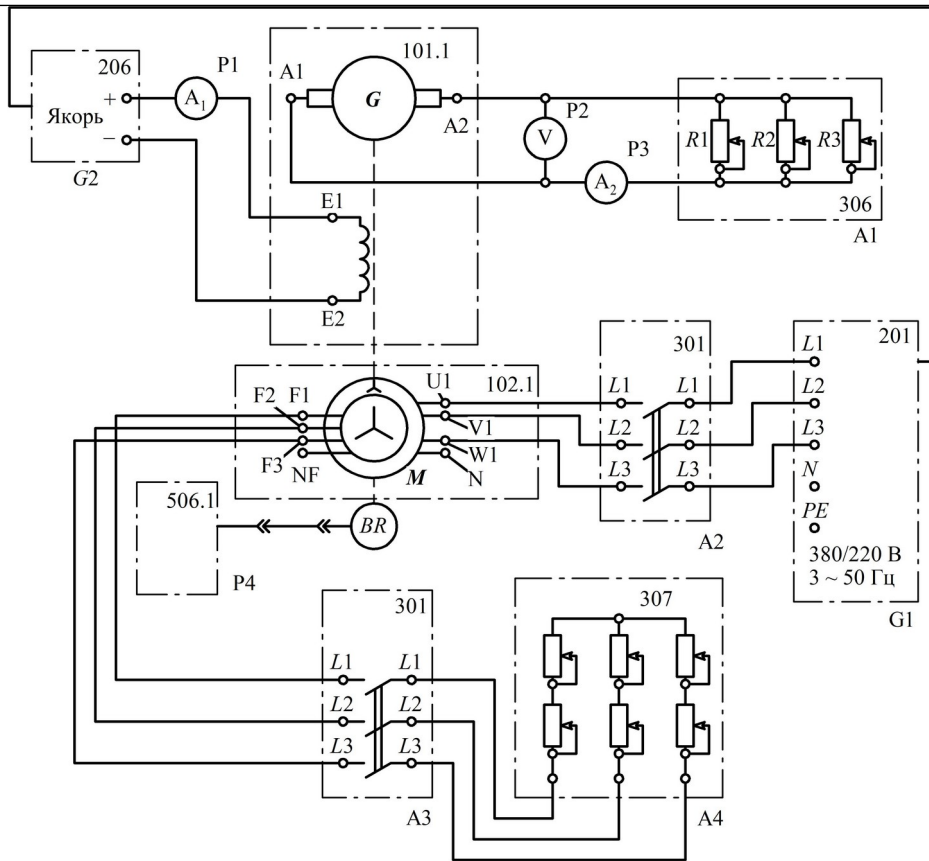 206
P1
101.1
Якорь
+
−
A1
A1
G
A2
P2
V
P3
A2
R1
R2
R3
306
A1
G2
E1
E2
301
201
L1
L2
L3
N
PE
380/220 В
3 ~ 50 Гц
G1
102.1
U1
V1
W1
N
F2
F1
F3
NF
M
L1
L1
L2
L2
L3
L3
A2
506.1
BR
P4
301
L1
L1
L2
L2
L3
L3
A3
307
A4